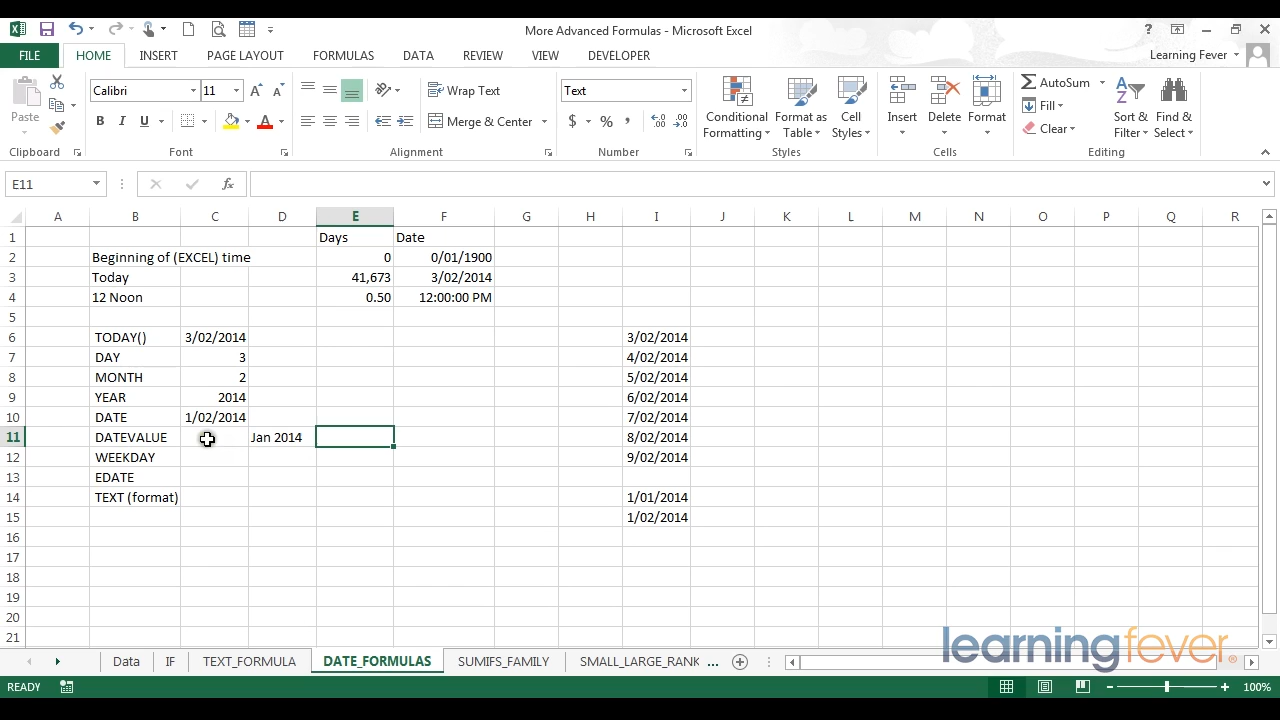 More Advanced Formulas - Microsoft Excel
FILE HOME INSERT PAGE LAYOUT FORMULAS DATA REVIEW VIEW DEVELOPER Learning Fever
Paste
Clipboard
Calibri 11
B I U A
Font
Wrap Text
Merge & Center
Alignment
Text
$ % ,
Number
Conditional Formatting
Format as Table
Cell Styles
Styles
Insert
Delete
Format
Cells
AutoSum
Fill
Clear
Sort & Filter
Find & Select
Editing
E11 fx
A B C D E F G H I J K L M N O P Q R
1 Days Date
2 Beginning of (EXCEL) time 0 0/01/1900
3 Today 41,673 3/02/2014
4 12 Noon 0.50 12:00:00 PM
5
6 TODAY() 3/02/2014 3/02/2014
7 DAY 3 4/02/2014
8 MONTH 2 5/02/2014
9 YEAR 2014 6/02/2014
10 DATE 1/02/2014 7/02/2014
11 DATEVALUE Jan 2014 8/02/2014
12 WEEKDAY 9/02/2014
13 EDATE
14 TEXT (format) 1/01/2014
15 1/02/2014
16
17
18
19
20
21
learningfever®
Data IF TEXT_FORMULA DATE_FORMULAS SUMIFS_FAMILY SMALL_LARGE_RANK ...
READY 100%